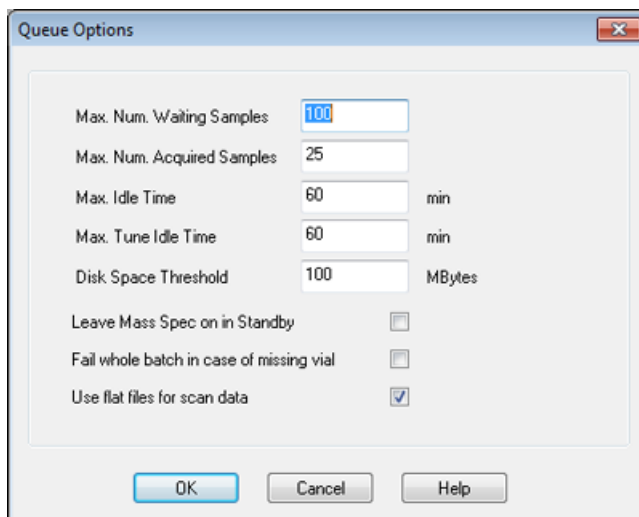 Queue Options
Max. Num. Waiting Samples 100
Max. Num. Acquired Samples 25
Max. Idle Time 60 min
Max. Tune Idle Time 60 min
Disk Space Threshold 100 MBytes
Leave Mass Spec on in Standby
Fail whole batch in case of missing vial
Use flat files for scan data
OK Cancel Help